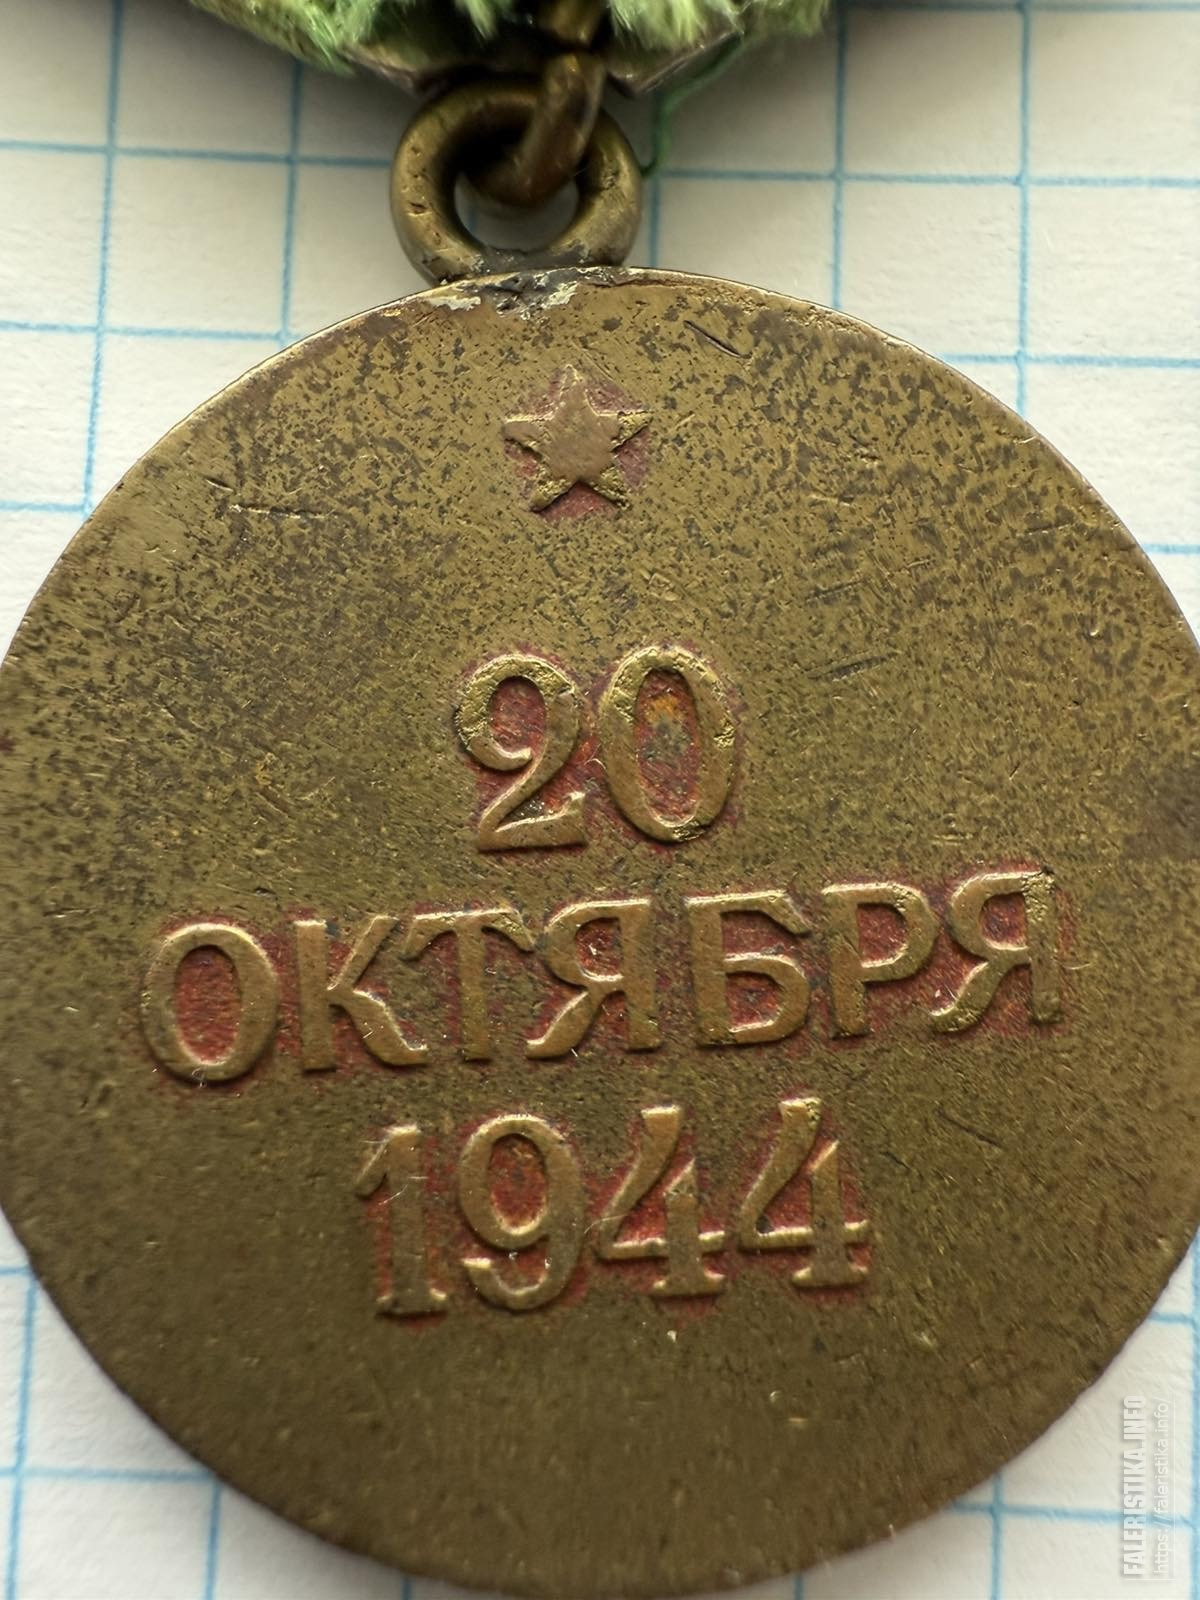 20
ОКТЯБРЯ
1944
FALERISTIKA.INFO
https://faleristika.info/